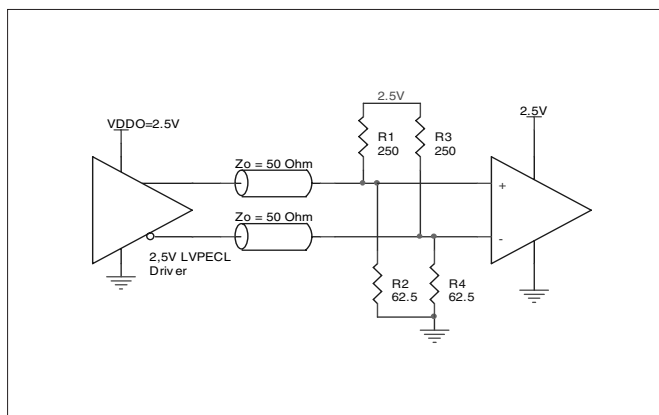 2.5V
VDDO=2.5V
2.5V
R1
250
R3
250
Zo = 50 Ohm
+
Zo = 50 Ohm
-
2,5V LVPECL
Driver
R2
62.5
R4
62.5